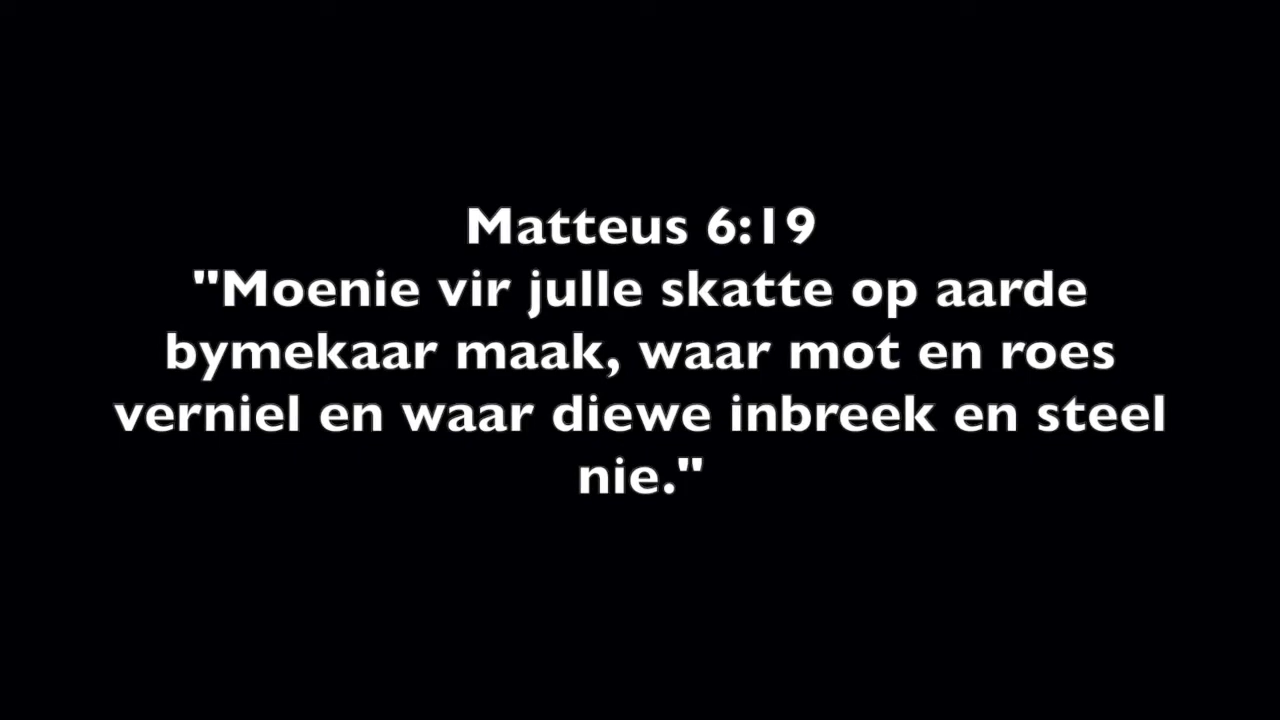 Matteus 6:19
"Moenie vir julle skatte op aarde
bymekaar maak, waar mot en roes
verniel en waar diewe inbreek en steel
nie."